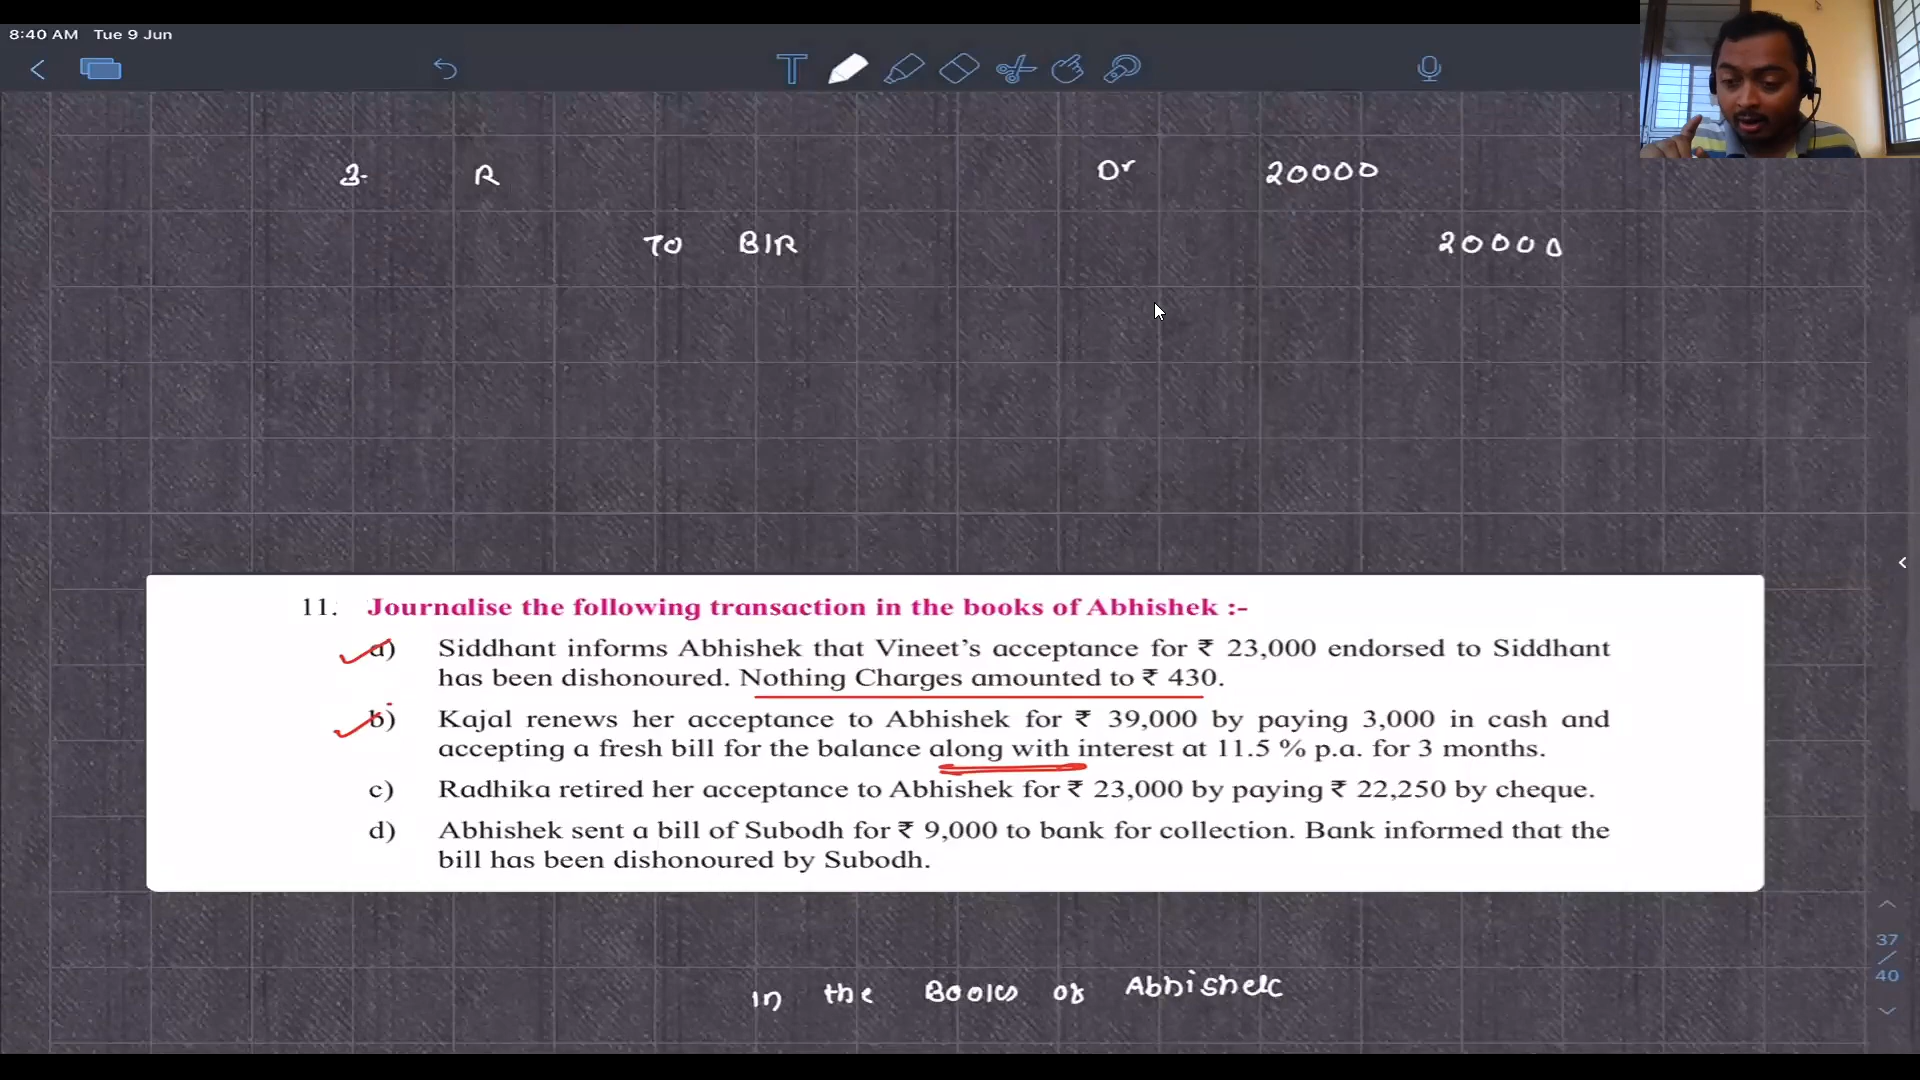 8:40 AM Tue 9 Jun
T
3. R Dr 20000
TO BIR 20000
11. Journalise the following transaction in the books of Abhishek :-
a) Siddhant informs Abhishek that Vineet's acceptance for ₹ 23,000 endorsed to Siddhant
has been dishonoured. Nothing Charges amounted to ₹ 430.
b) Kajal renews her acceptance to Abhishek for ₹ 39,000 by paying 3,000 in cash and
accepting a fresh bill for the balance along with interest at 11.5 % p.a. for 3 months.
c) Radhika retired her acceptance to Abhishek for ₹ 23,000 by paying ₹ 22,250 by cheque.
d) Abhishek sent a bill of Subodh for ₹ 9,000 to bank for collection. Bank informed that the
bill has been dishonoured by Subodh.
37
/
40
In the Books of Abhishek